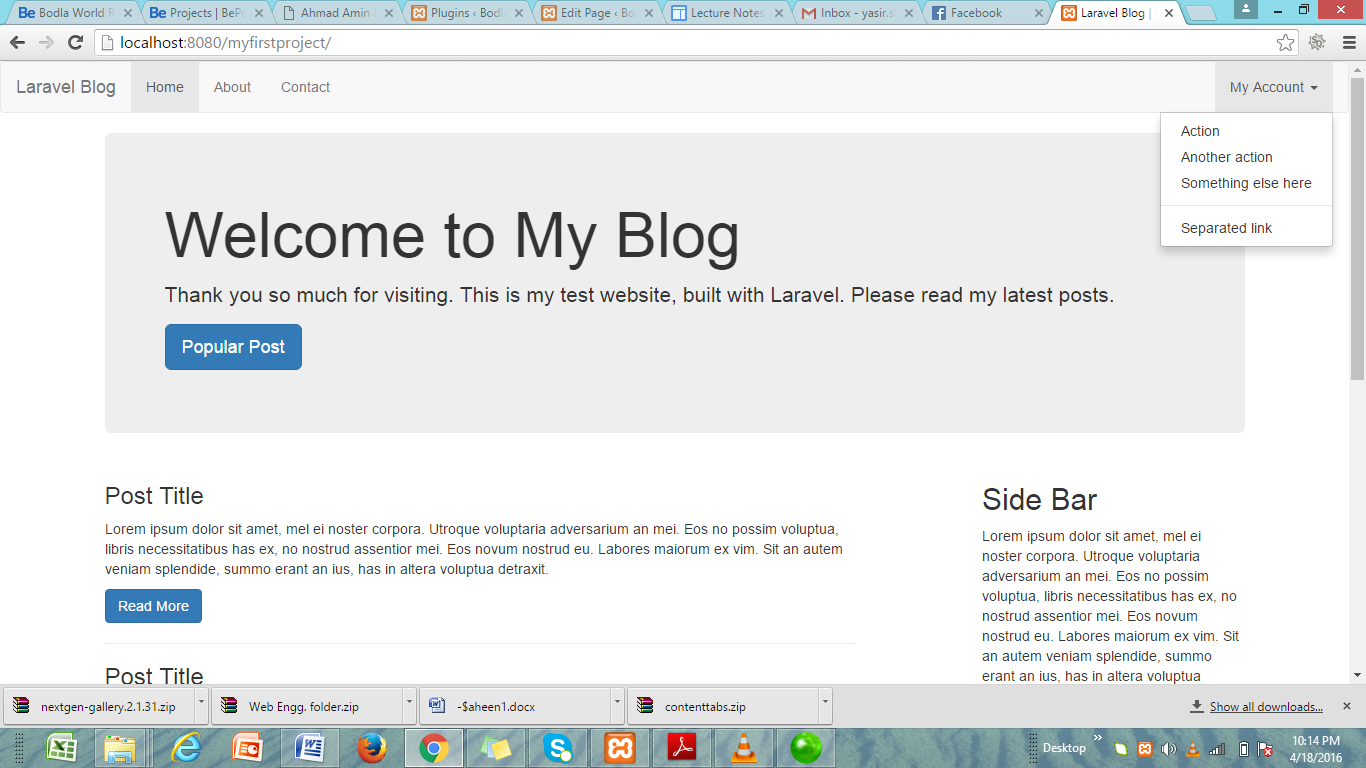 Be Bodla World R
Be Projects | BePo
Ahmad Amin
Plugins ‹ Bodl
Edit Page ‹ Bo
Lecture Notes
Inbox - yasir.s
Facebook
Laravel Blog |
localhost:8080/myfirstproject/
Laravel Blog
Home
About
Contact
My Account
Action
Another action
Something else here
Separated link
Welcome to My Blog
Thank you so much for visiting. This is my test website, built with Laravel. Please read my latest posts.
Popular Post
Post Title
Lorem ipsum dolor sit amet, mel ei noster corpora. Utroque voluptaria adversarium an mei. Eos no possim voluptua,
libris necessitatibus has ex, no nostrud assentior mei. Eos novum nostrud eu. Labores maiorum ex vim. Sit an autem
veniam splendide, summo erant an ius, has in altera voluptua detraxit.
Read More
Post Title
Side Bar
Lorem ipsum dolor sit amet, mel ei
noster corpora. Utroque voluptaria
adversarium an mei. Eos no possim
voluptua, libris necessitatibus has ex, no
nostrud assentior mei. Eos novum
nostrud eu. Labores maiorum ex vim. Sit
an autem veniam splendide, summo
erant an ius, has in altera voluptua
nextgen-gallery.2.1.31.zip
Web Engg. folder.zip
~$aheen1.docx
contenttabs.zip
Show all downloads...
Desktop
10:14 PM
4/18/2016